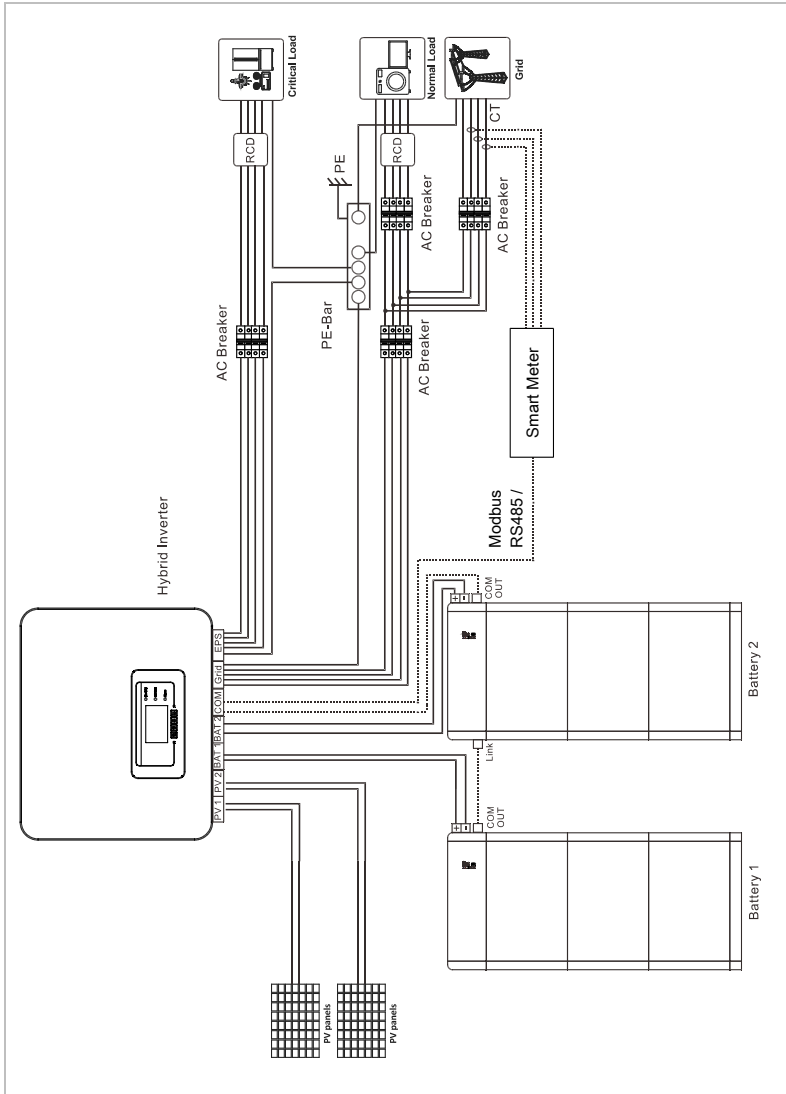 Hybrid Inverter
PV 1
PV 2
BAT 1
BAT 2
COM
Grid
EPS
PV panels
PV panels
AC Breaker
RCD
Critical Load
PE-Bar
PE
AC Breaker
AC Breaker
RCD
Normal Load
AC Breaker
CT
Grid
Smart Meter
Modbus
RS485 /
COM
OUT
Link
Battery 1
COM
OUT
Battery 2
+
-
+
-